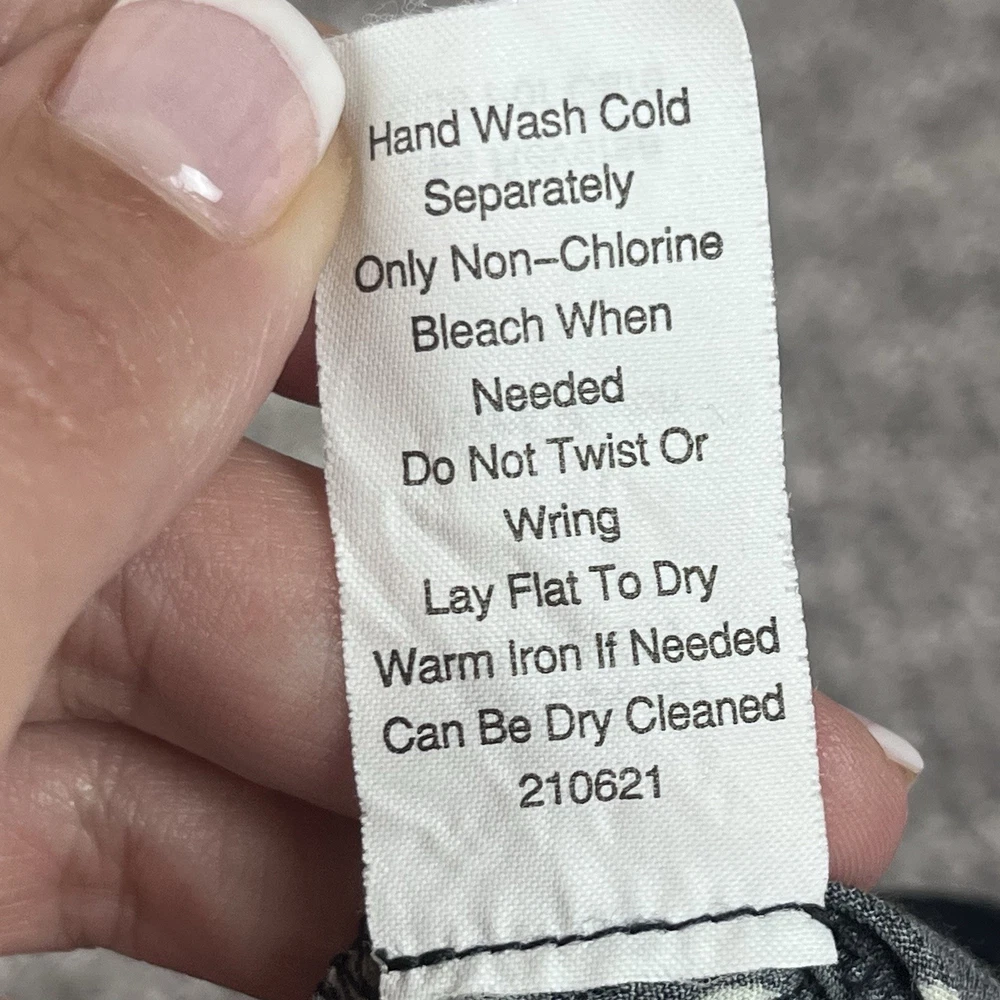 Hand Wash Cold
Separately
Only Non-Chlorine
Bleach When
Needed
Do Not Twist Or
Wring
Lay Flat To Dry
Warm Iron If Needed
Can Be Dry Cleaned
210621